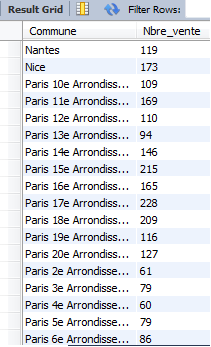 Result Grid Filter Rows:
Commune Nbre_vente
Nantes 119
Nice 173
Paris 10e Arrondiss... 109
Paris 11e Arrondiss... 169
Paris 12e Arrondiss... 110
Paris 13e Arrondiss... 94
Paris 14e Arrondiss... 146
Paris 15e Arrondiss... 215
Paris 16e Arrondiss... 165
Paris 17e Arrondiss... 228
Paris 18e Arrondiss... 209
Paris 19e Arrondiss... 116
Paris 20e Arrondiss... 127
Paris 2e Arrondisse... 61
Paris 3e Arrondisse... 79
Paris 4e Arrondisse... 60
Paris 5e Arrondisse... 79
Paris 6e Arrondisse... 86